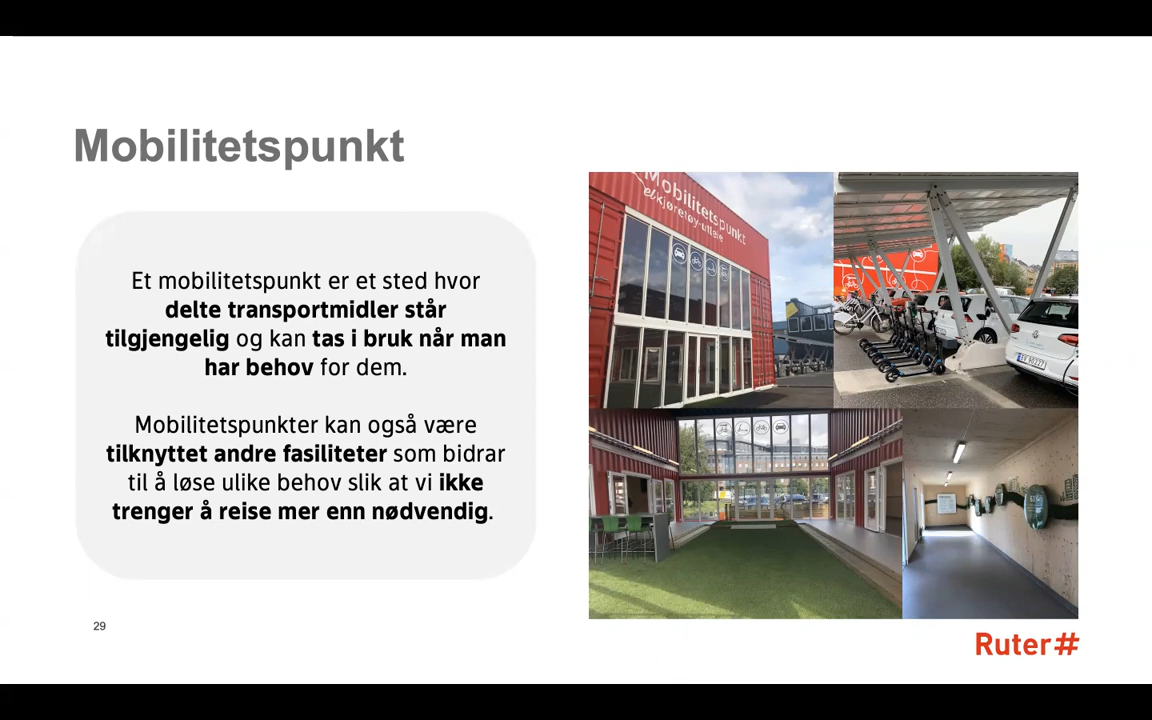 Mobilitetspunkt
Et mobilitetspunkt er et sted hvor
delte transportmidler står
tilgjengelig og kan tas i bruk når man
har behov for dem.
Mobilitetspunkter kan også være
tilknyttet andre fasiliteter som bidrar
til å løse ulike behov slik at vi ikke
trenger å reise mer enn nødvendig.
Mobilitetspunkt
elkjøretøy-utleie
29
Ruter#